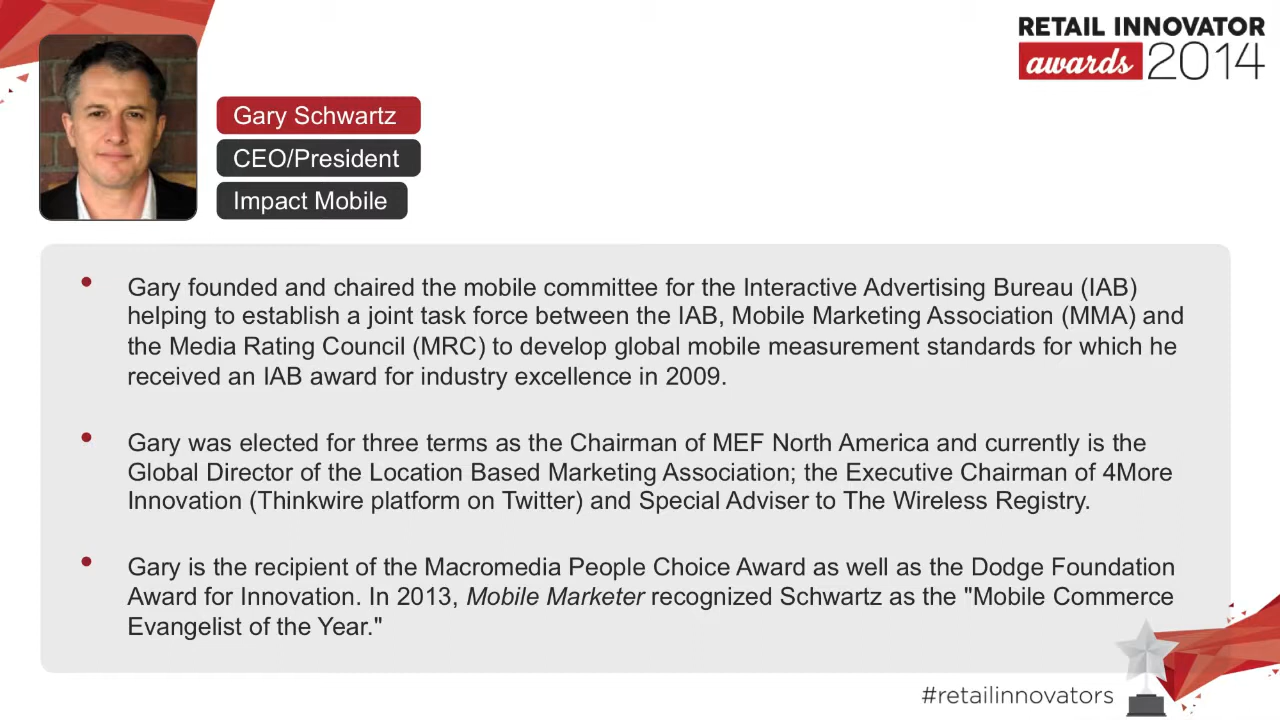 RETAIL INNOVATOR
awards 2014
Gary Schwartz
CEO/President
Impact Mobile
• Gary founded and chaired the mobile committee for the Interactive Advertising Bureau (IAB)
helping to establish a joint task force between the IAB, Mobile Marketing Association (MMA) and
the Media Rating Council (MRC) to develop global mobile measurement standards for which he
received an IAB award for industry excellence in 2009.
• Gary was elected for three terms as the Chairman of MEF North America and currently is the
Global Director of the Location Based Marketing Association; the Executive Chairman of 4More
Innovation (Thinkwire platform on Twitter) and Special Adviser to The Wireless Registry.
• Gary is the recipient of the Macromedia People Choice Award as well as the Dodge Foundation
Award for Innovation. In 2013, Mobile Marketer recognized Schwartz as the "Mobile Commerce
Evangelist of the Year."
#retailinnovators